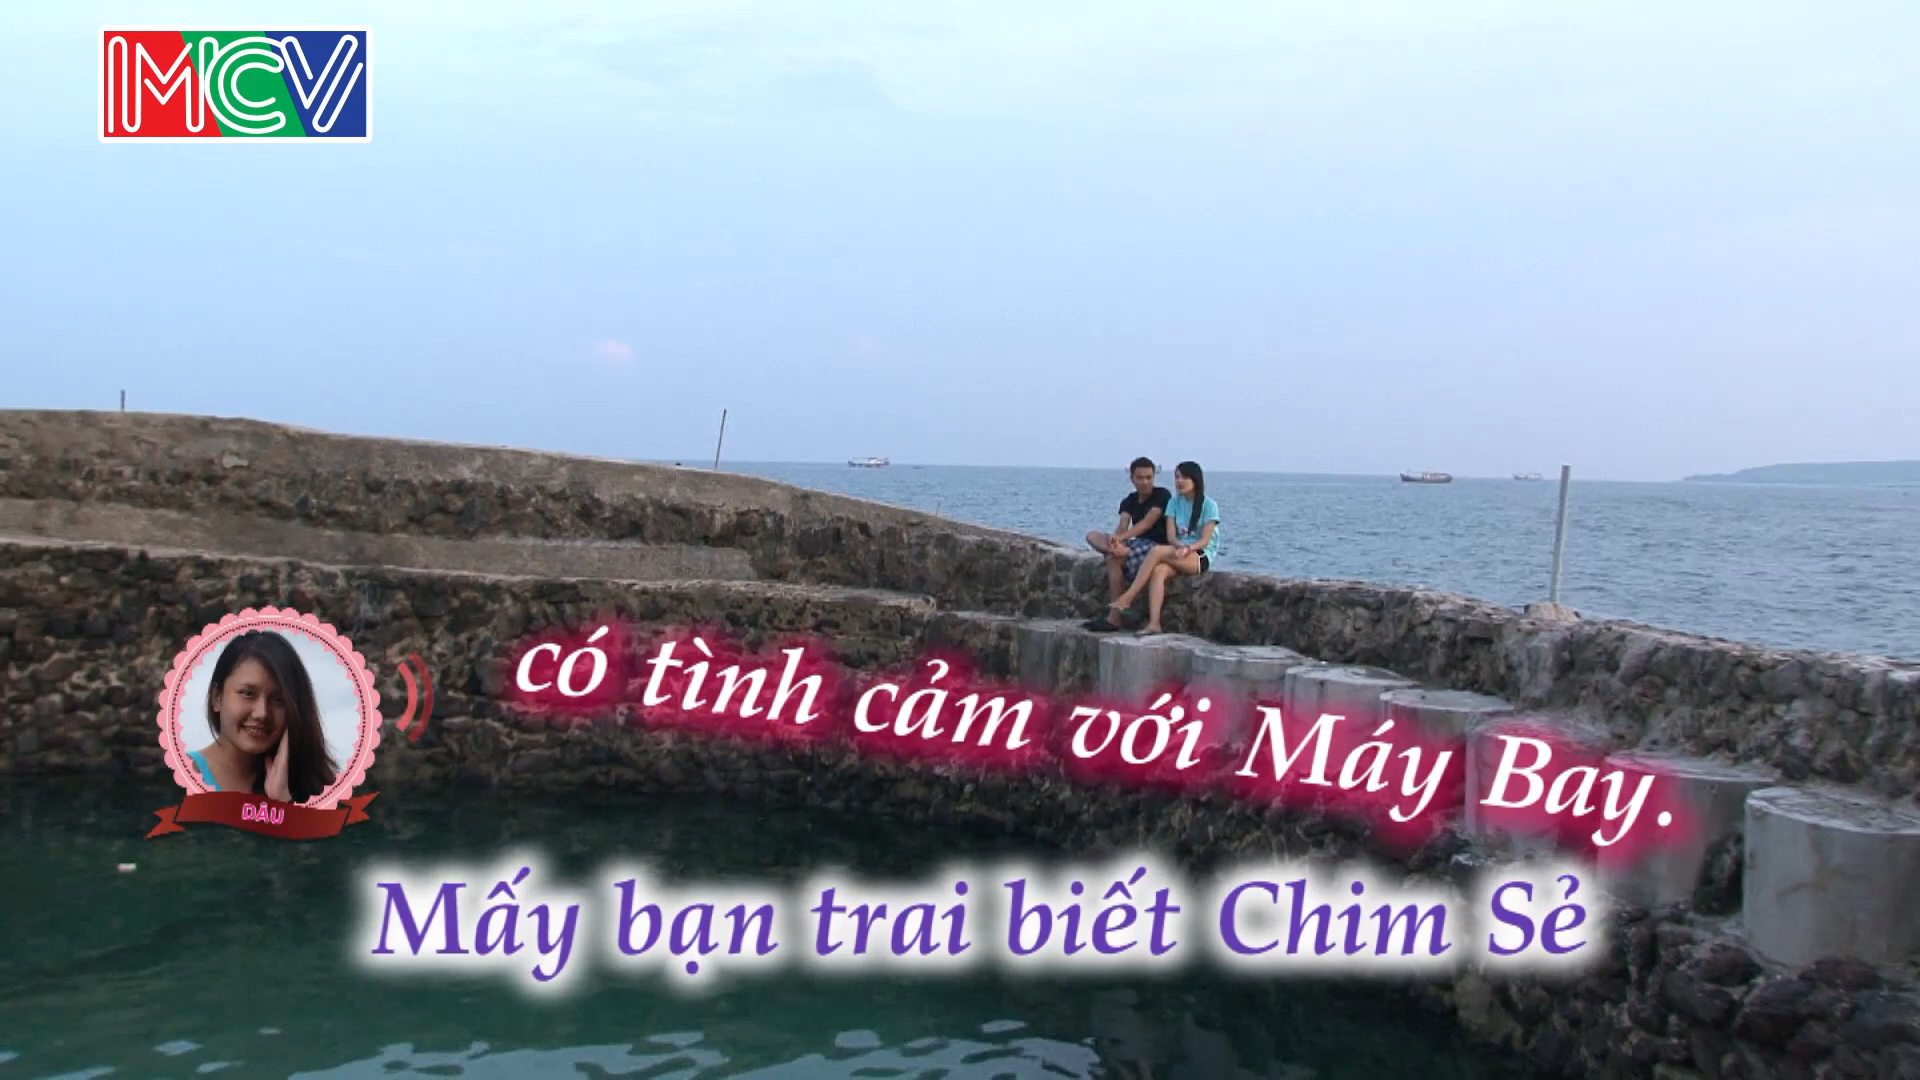 MCV
có tình cảm với Máy Bay.
DÂU
Mấy bạn trai biết Chim Sẻ